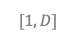 [1, D]